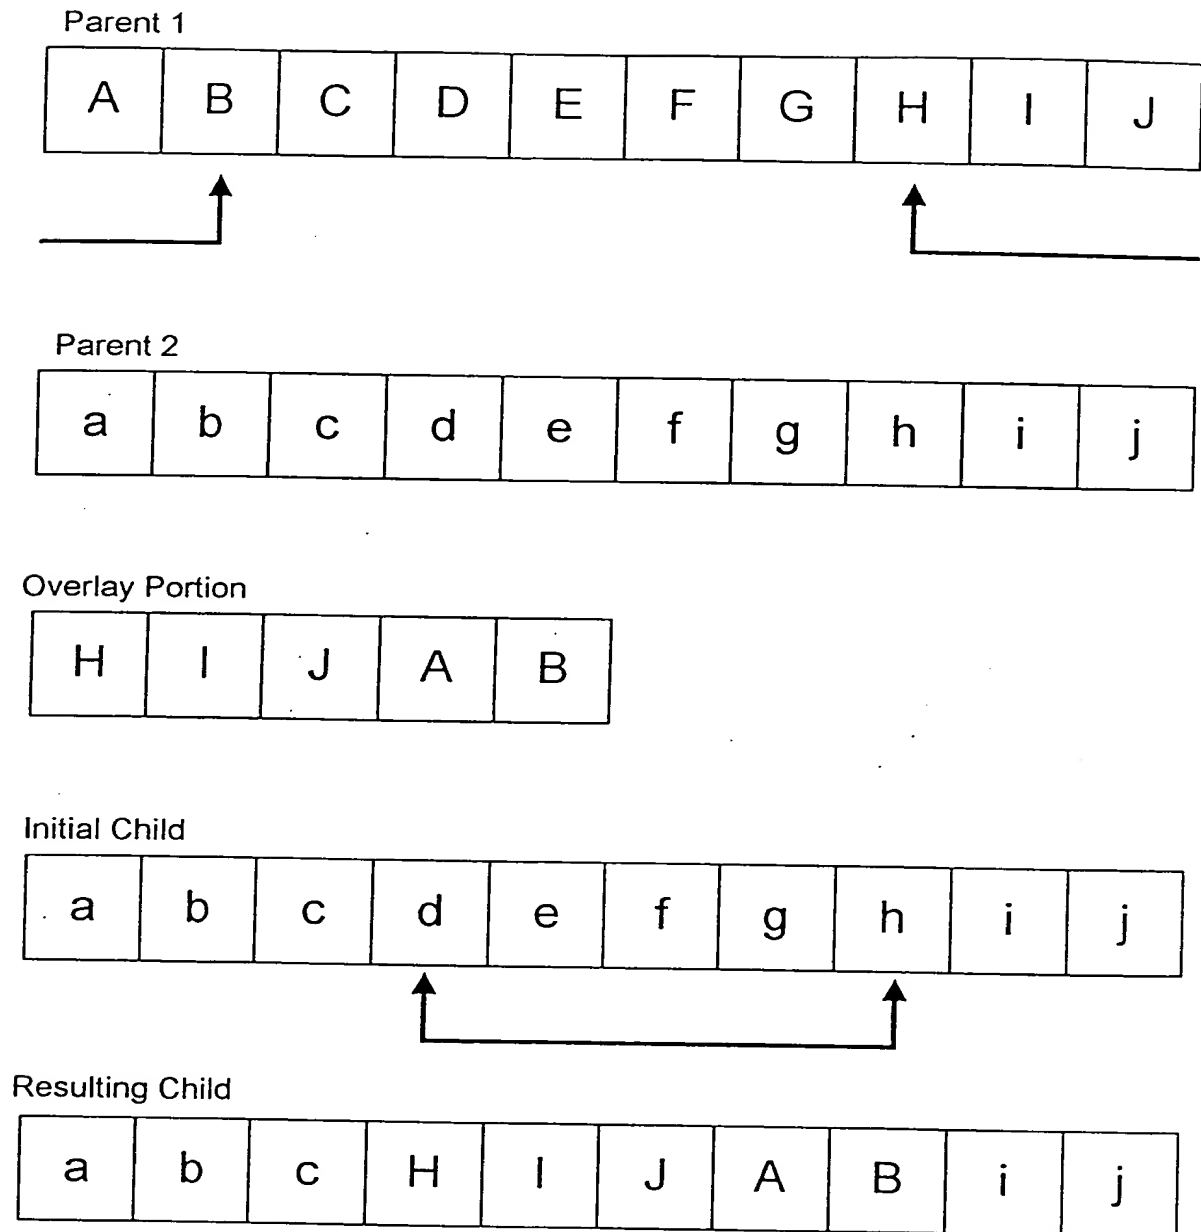 Parent 1
A B C D E F G H I J
Parent 2
a b c d e f g h i j
Overlay Portion
H I J A B
Initial Child
a b c d e f g h i j
Resulting Child
a b c H I J A B i j